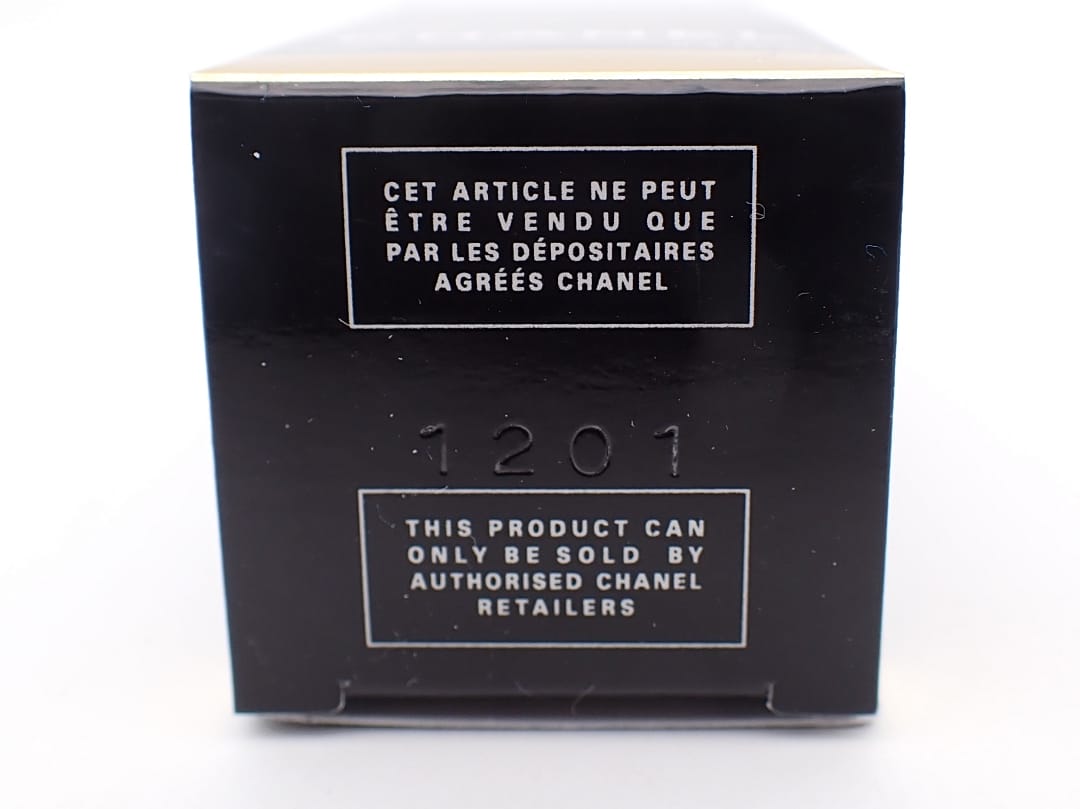 CET ARTICLE NE PEUT
ÊTRE VENDU QUE
PAR LES DÉPOSITAIRES
AGRÉÉS CHANEL
1201
THIS PRODUCT CAN
ONLY BE SOLD BY
AUTHORISED CHANEL
RETAILERS